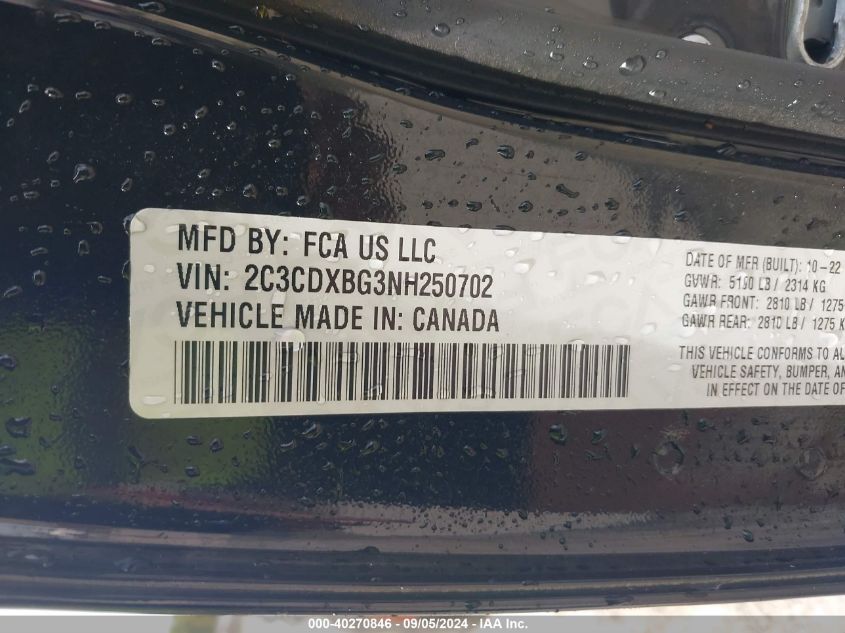 MFD BY: FCA US LLC
VIN: 2C3CDXBG3NH250702
VEHICLE MADE IN: CANADA
DATE OF MFR (BUILT): 10-22
GVWR: 5100 LB / 2314 KG
GAWR FRONT: 2810 LB / 1275
GAWR REAR: 2810 LB / 1275 K
THIS VEHICLE CONFORMS TO AL
VEHICLE SAFETY, BUMPER, AN
IN EFFECT ON THE DATE OF
000-40270846 - 09/05/2024 - IAA Inc.